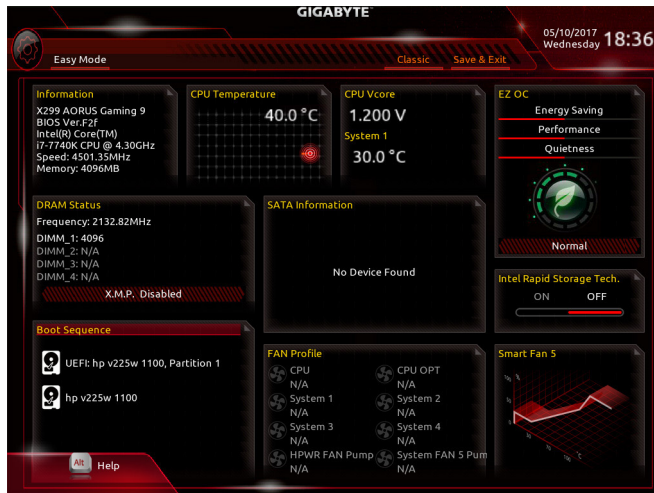 GIGABYTE
05/10/2017
Wednesday
18:36
Easy Mode
Classic
Save & Exit
Information
X299 AORUS Gaming 9
BIOS Ver.F2f
Intel(R) Core(TM)
i7-7740K CPU @ 4.30GHz
Speed: 4501.35MHz
Memory: 4096MB
CPU Temperature
40.0 °C
CPU Vcore
1.200 V
System 1
30.0 °C
EZ OC
Energy Saving
Performance
Quietness
Normal
DRAM Status
Frequency: 2132.82MHz
DIMM_1: 4096
DIMM_2: N/A
DIMM_3: N/A
DIMM_4: N/A
X.M.P. Disabled
SATA Information
No Device Found
Intel Rapid Storage Tech.
ON OFF
Boot Sequence
UEFI: hp v225w 1100, Partition 1
hp v225w 1100
FAN Profile
CPU
N/A
CPU OPT
N/A
System 1
N/A
System 2
N/A
System 3
N/A
System 4
N/A
HPWR FAN Pump
N/A
System FAN 5 Pum
N/A
Smart Fan 5
Alt
Help